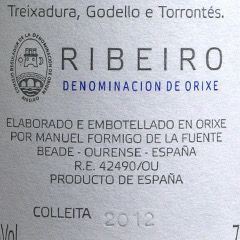 Treixadura, Godello e Torrontés.
RIBEIRO
DENOMINACION DE ORIXE
ELABORADO E EMBOTELLADO EN ORIXE
POR MANUEL FORMIGO DE LA FUENTE
BEADE - OURENSE - ESPAÑA
R.E. 42490/OU
PRODUCTO DE ESPAÑA
COLLEITA 2012
Vol 7